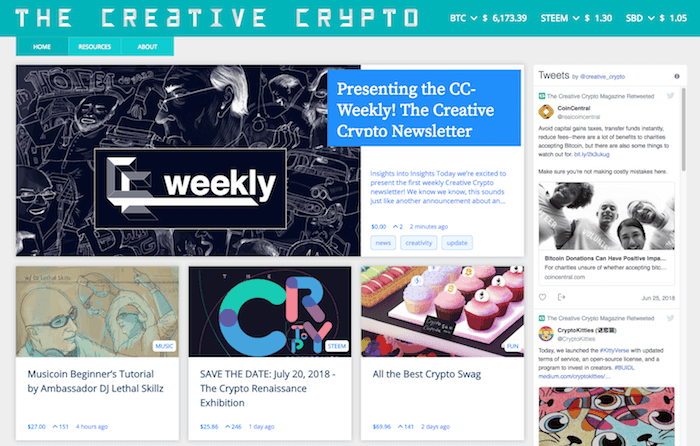 THE CREATIVE CRYPTO
BTC $ 6,173.39 STEEM $ 1.30 SBD $ 1.05
HOME RESOURCES ABOUT
CC weekly
Presenting the CC-
Weekly! The Creative
Crypto Newsletter
Insights into Insights Today we're excited to
present the first weekly Creative Crypto
newsletter! We know we know, this sounds
just like another announcement about an...
$0.00 2 2 minutes ago
news creativity update
w/ DJ Lethal Skillz
MUSIC
Musicoin Beginner's Tutorial
by Ambassador DJ Lethal Skillz
$27.00 151 4 hours ago
THE
CRYPTO
STEEM
SAVE THE DATE: July 20, 2018 -
The Crypto Renaissance
Exhibition
$25.86 246 1 day ago
FUN
All the Best Crypto Swag
$69.96 141 2 days ago
Tweets by @creative_crypto
The Creative Crypto Magazine Retweeted
CoinCentral
@realcoincentral
Avoid capital gains taxes, transfer funds instantly,
reduce fees--there are a lot of benefits to charities
accepting Bitcoin, but there are also some things to
watch out for. bit.ly/2k3ukug
Make sure you're not making costly mistakes here.
Bitcoin Donations Can Have Positive Impa...
For charities unsure of whether accepting bitc...
coincentral.com
Jun 25, 2018
The Creative Crypto Magazine Retweeted
CryptoKitties
@CryptoKitties
Today, we launched the #KittyVerse with updated
terms of service, an open-source license, and a
program to invest in creators. #BUIDL
medium.com/cryptokitties/...